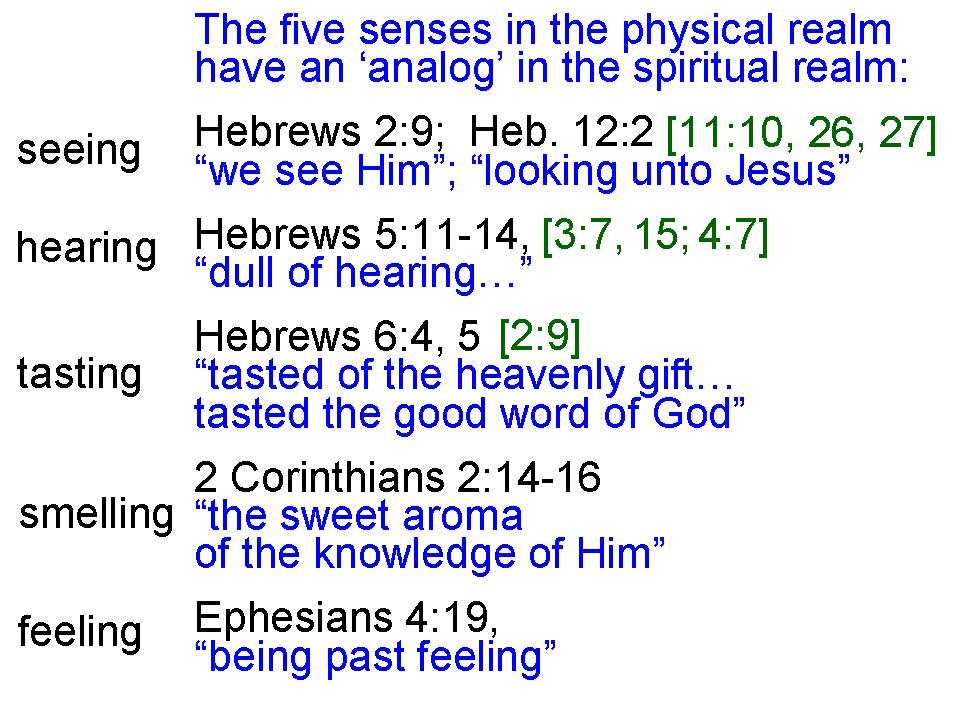 The five senses in the physical realm
have an ‘analog’ in the spiritual realm:
seeing
Hebrews 2:9;  Heb. 12:2 [11:10, 26, 27]
“we see Him”; “looking unto Jesus”
hearing
Hebrews 5:11-14, [3:7, 15; 4:7]
“dull of hearing…”
tasting
Hebrews 6:4, 5  [2:9]
“tasted of the heavenly gift…
tasted the good word of God”
smelling
2 Corinthians 2:14-16
“the sweet aroma
of the knowledge of Him”
feeling
Ephesians 4:19,
“being past feeling”